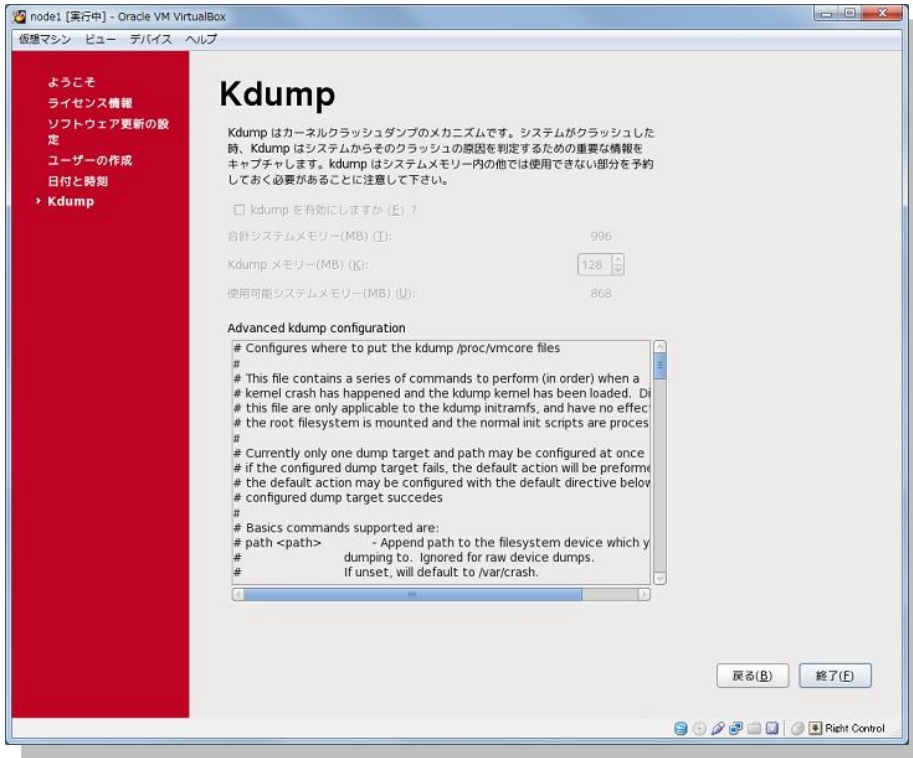 node1 [実行中] - Oracle VM VirtualBox
仮想マシン ビュー デバイス ヘルプ
ようこそ
ライセンス情報
ソフトウェア更新の設
定
ユーザーの作成
日付と時刻
Kdump
Kdump
Kdump はカーネルクラッシュダンプのメカニズムです。システムがクラッシュした
時、Kdump はシステムからそのクラッシュの原因を判定するための重要な情報を
キャプチャします。kdump はシステムメモリー内の他では使用できない部分を予約
しておく必要があることに注意して下さい。
kdump を有効にしますか (E) ?
合計システムメモリー(MB) (T): 996
Kdump メモリー(MB) (K): 128
使用可能システムメモリー(MB) (U): 868
Advanced kdump configuration
# Configures where to put the kdump /proc/vmcore files
#
# This file contains a series of commands to perform (in order) when a
# kernel crash has happened and the kdump kernel has been loaded. Di
# this file are only applicable to the kdump initramfs, and have no effec
# the root filesystem is mounted and the normal init scripts are proces
#
# Currently only one dump target and path may be configured at once
# if the configured dump target fails, the default action will be preforme
# the default action may be configured with the default directive below
# configured dump target succedes
#
# Basics commands supported are:
# path <path> - Append path to the filesystem device which y
# dumping to. Ignored for raw device dumps.
# If unset, will default to /var/crash.
戻る(B) 終了(F)
Right Control